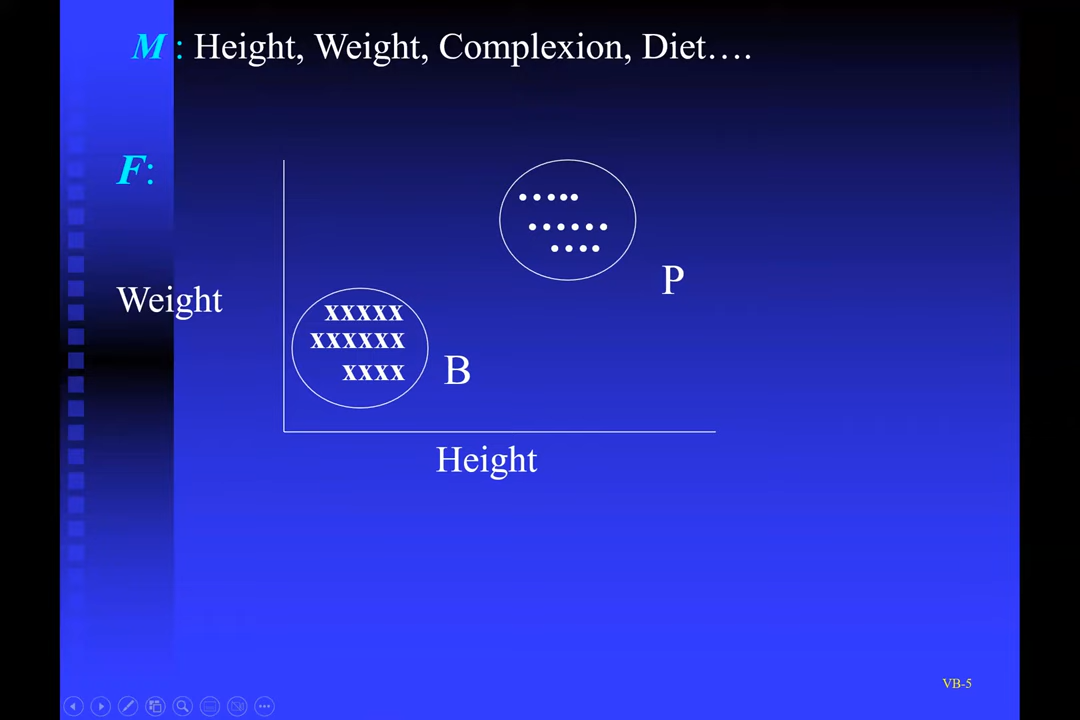 M : Height, Weight, Complexion, Diet….
F:
Weight
P
xxxxx
xxxxxx
xxxx
B
Height
VB-5